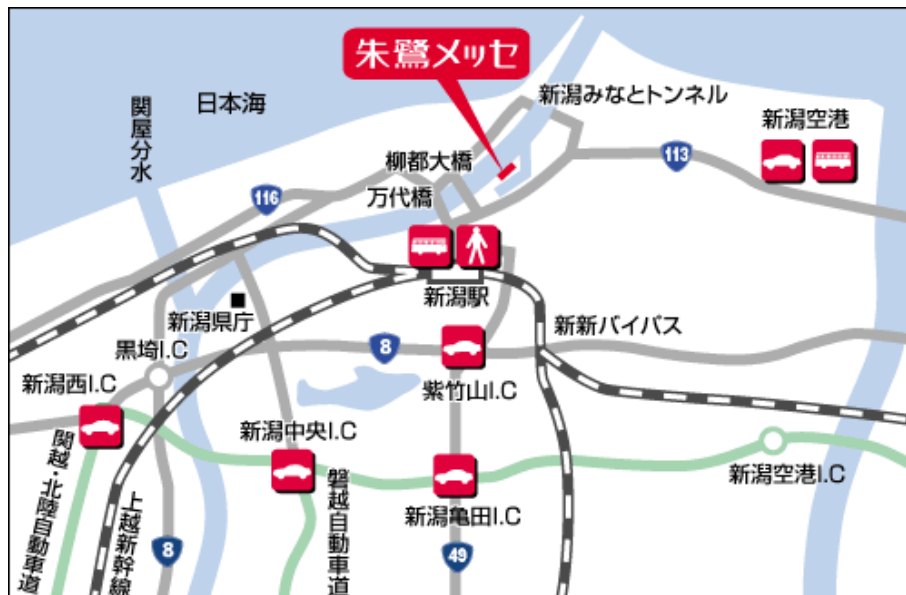 朱鷺メッセ
日本海
関屋分水
新潟みなとトンネル
新潟空港
柳都大橋
113
万代橋
116
新潟駅
新潟県庁
新新バイパス
黒埼I.C
8
新潟西I.C
紫竹山I.C
新潟中央I.C
新潟空港I.C
新潟亀田I.C
関越・北陸自動車道
上越新幹線
磐越自動車道
8
49